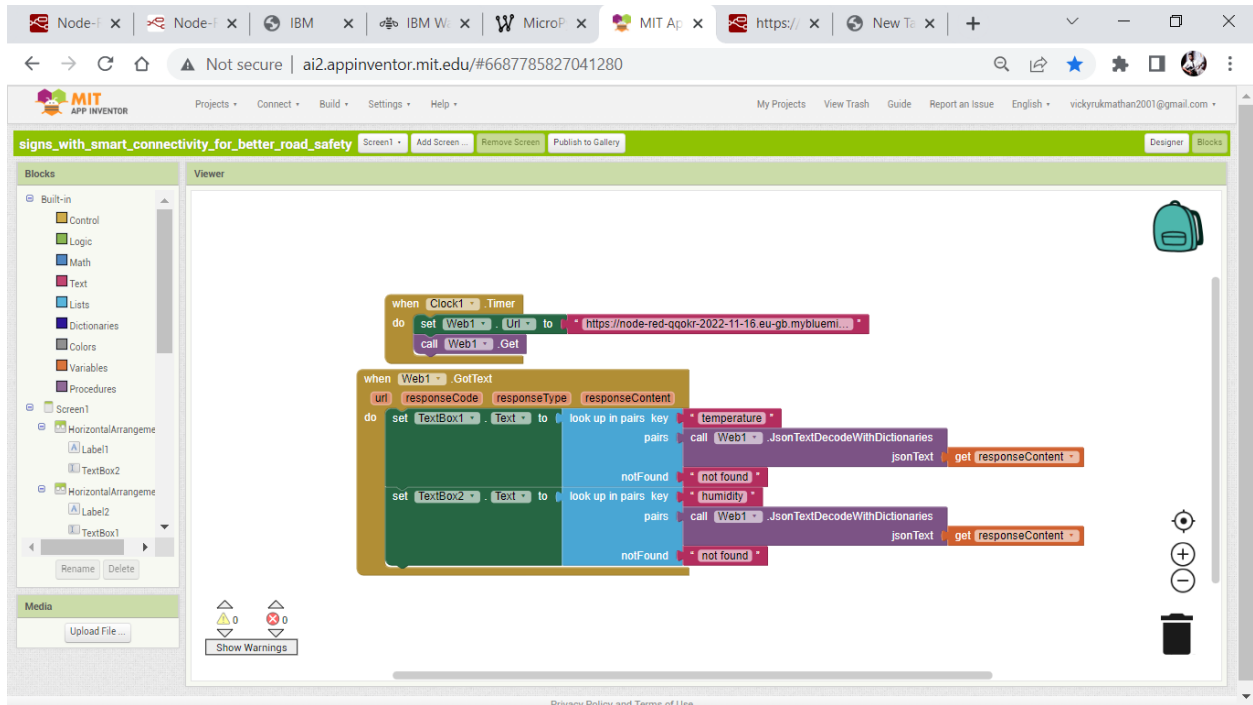 Node-F
Node-F
IBM
IBM Wa
MicroP
MIT Ap
https://
New Ta
Not secure | ai2.appinventor.mit.edu/#6687785827041280
MIT
APP INVENTOR
Projects Connect Build Settings Help My Projects View Trash Guide Report an Issue English vickyrukmathan2001@gmail.com
signs_with_smart_connectivity_for_better_road_safety Screen1 Add Screen ... Remove Screen Publish to Gallery Designer Blocks
Blocks
Viewer
Built-in
Control
Logic
Math
Text
Lists
Dictionaries
Colors
Variables
Procedures
Screen1
HorizontalArrangeme
Label1
TextBox2
HorizontalArrangeme
Label2
TextBox1
Rename Delete
Media
Upload File ...
when Clock1 .Timer
do set Web1 . Url to " https://node-red-qqokr-2022-11-16.eu-gb.mybluemi... "
call Web1 .Get
when Web1 .GotText
url responseCode responseType responseContent
do set TextBox1 . Text to look up in pairs key " temperature "
pairs call Web1 .JsonTextDecodeWithDictionaries
jsonText get responseContent
notFound " not found "
set TextBox2 . Text to look up in pairs key " humidity "
pairs call Web1 .JsonTextDecodeWithDictionaries
jsonText get responseContent
notFound " not found "
0 0
Show Warnings
Privacy Policy and Terms of Use